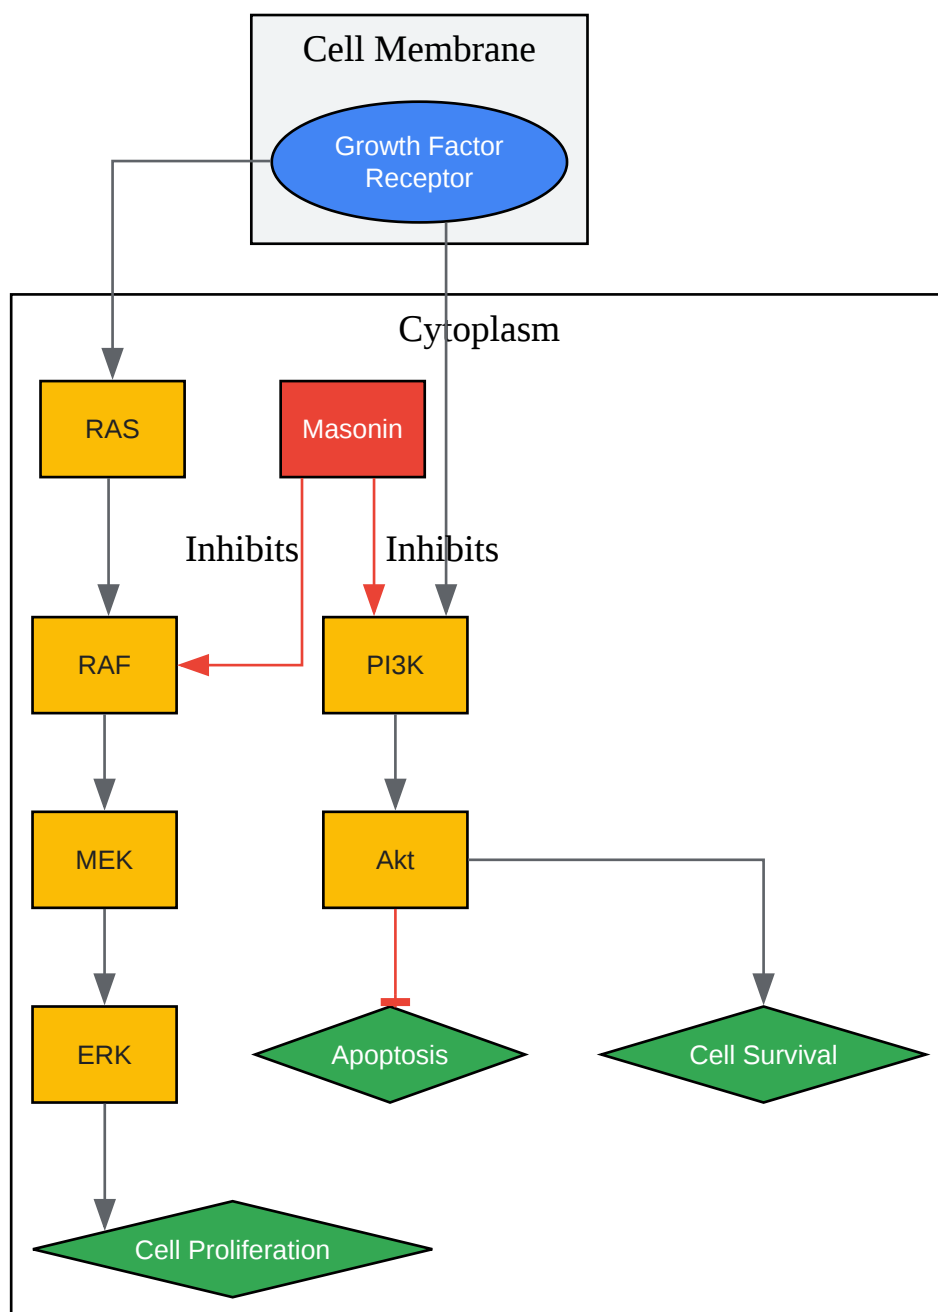 Cell Membrane
Growth Factor
Receptor
Cytoplasm
RAS
Masonin
Inhibits
Inhibits
RAF
PI3K
MEK
Akt
ERK
Apoptosis
Cell Survival
Cell Proliferation